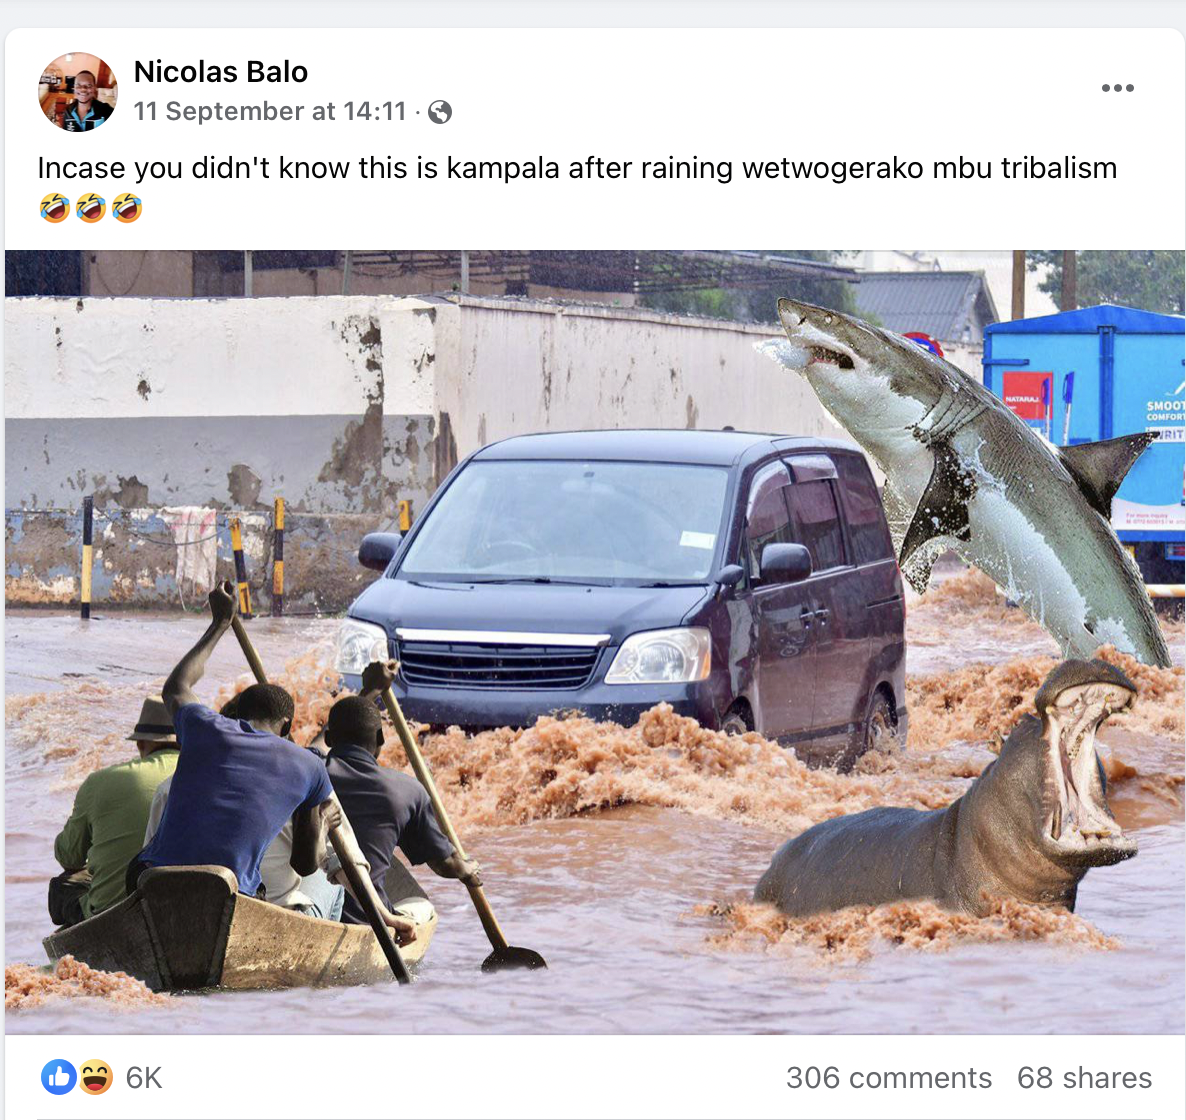 Nicolas Balo
11 September at 14:11 ·
Incase you didn't know this is kampala after raining wetwogerako mbu tribalism
🤣🤣🤣
NATARAJ
SMOOT
COMFORT
WRIT
6K
306 comments 68 shares